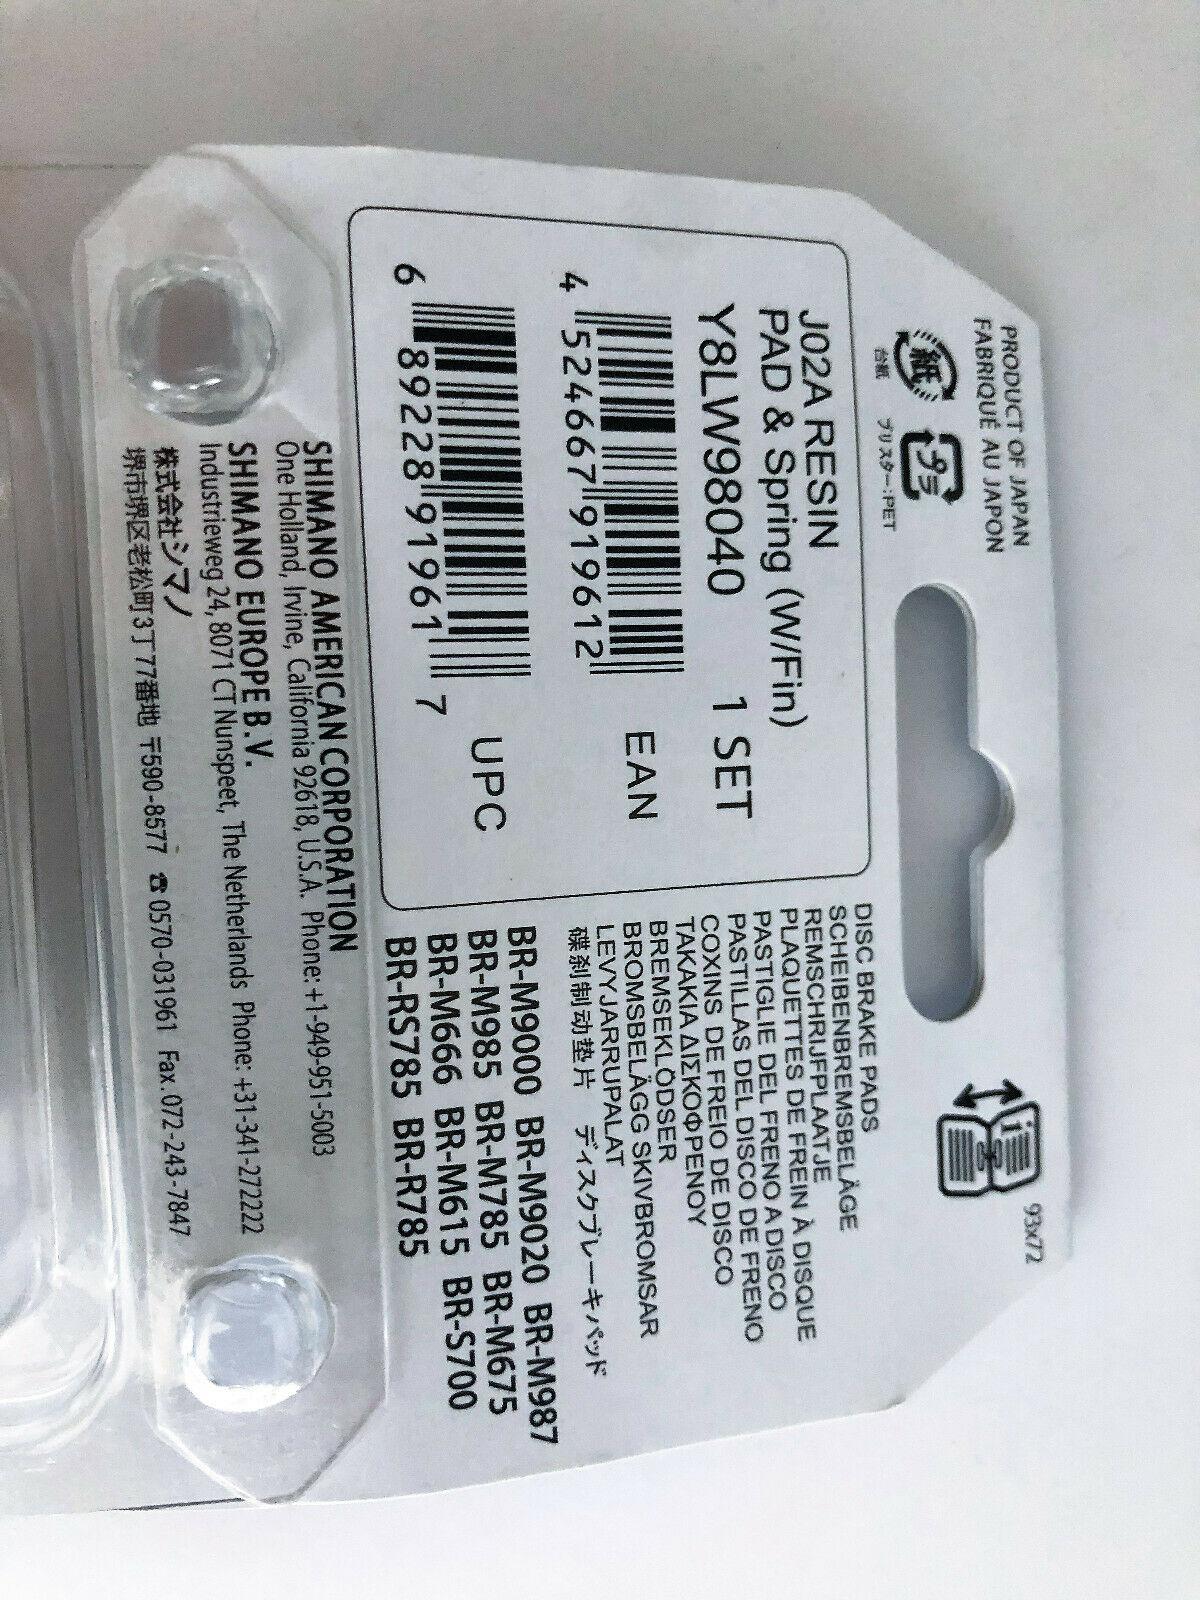 PRODUCT OF JAPAN
FABRIQUÉ AU JAPON
紙
台紙
プラ
ブリスター:PET
i
93x72
J02A RESIN
PAD & Spring (W/Fin)
Y8LW98040 1 SET
4 524667 919612
EAN
6 89228 91961 7
UPC
DISC BRAKE PADS
SCHEIBENBREMSBELÄGE
REMSCHRIJFPLAATJE
PLAQUETTES DE FREIN À DISQUE
PASTIGLIE DEL FRENO A DISCO
PASTILLAS DEL DISCO DE FRENO
COXINS DE FREIO DE DISCO
ΤΑΚΑΚΙΑ ΔΙΣΚΟΦΡΕΝΟΥ
BREMSEKLÖDSER
BROMSBELÄGG SKIVBROMSAR
LEVYJARRUPALAT
碟刹制动垫片 ディスクブレーキパッド
BR-M9000 BR-M9020 BR-M987
BR-M985 BR-M785 BR-M675
BR-M666 BR-M615 BR-S700
BR-RS785 BR-R785
SHIMANO AMERICAN CORPORATION
One Holland, Irvine, California 92618, U.S.A. Phone:+1-949-951-5003
SHIMANO EUROPE B.V.
Industrieweg 24, 8071 CT Nunspeet, The Netherlands Phone: +31-341-272222
株式会社シマノ
堺市堺区老松町3丁77番地 〒590-8577 ☎0570-031961 Fax.072-243-7847